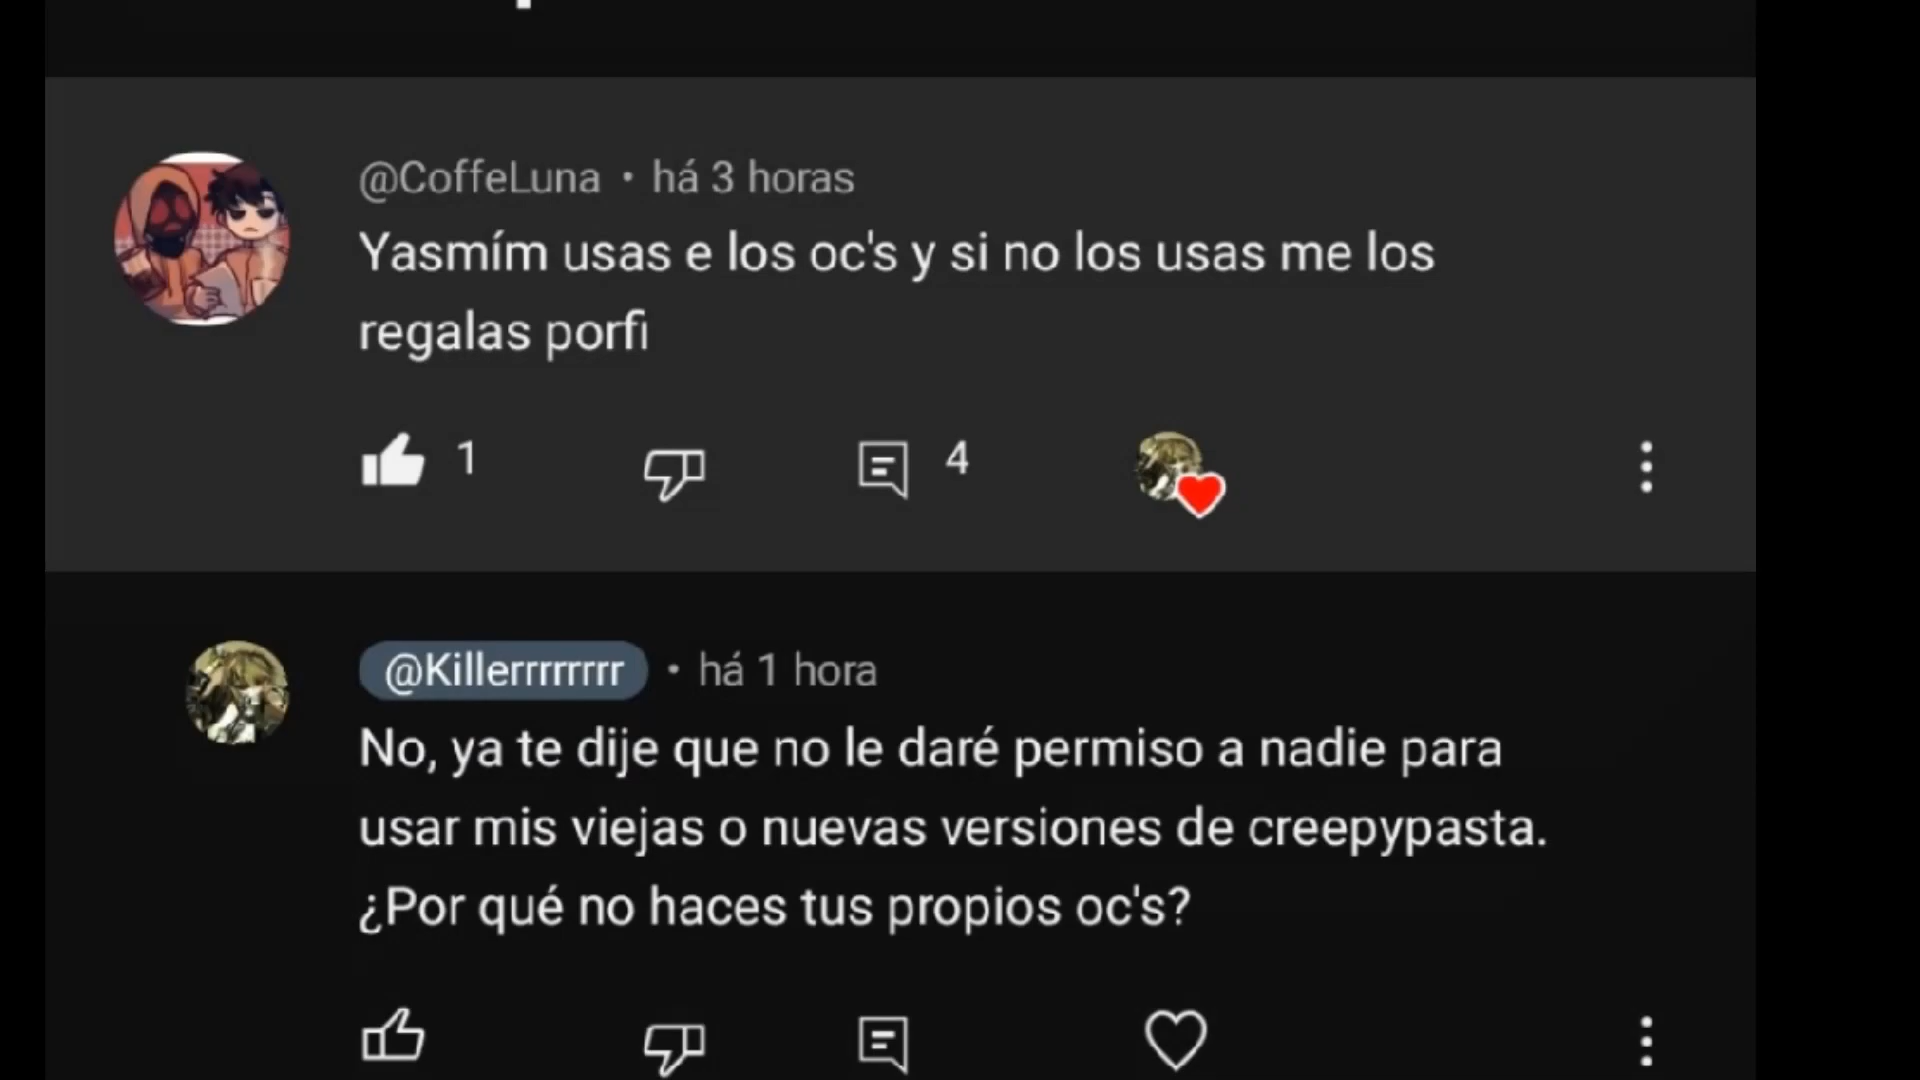 @CoffeLuna • há 3 horas
Yasmím usas e los oc's y si no los usas me los
regalas porfi
1
4
@Killerrrrrrrr • há 1 hora
No, ya te dije que no le daré permiso a nadie para
usar mis viejas o nuevas versiones de creepypasta.
¿Por qué no haces tus propios oc's?